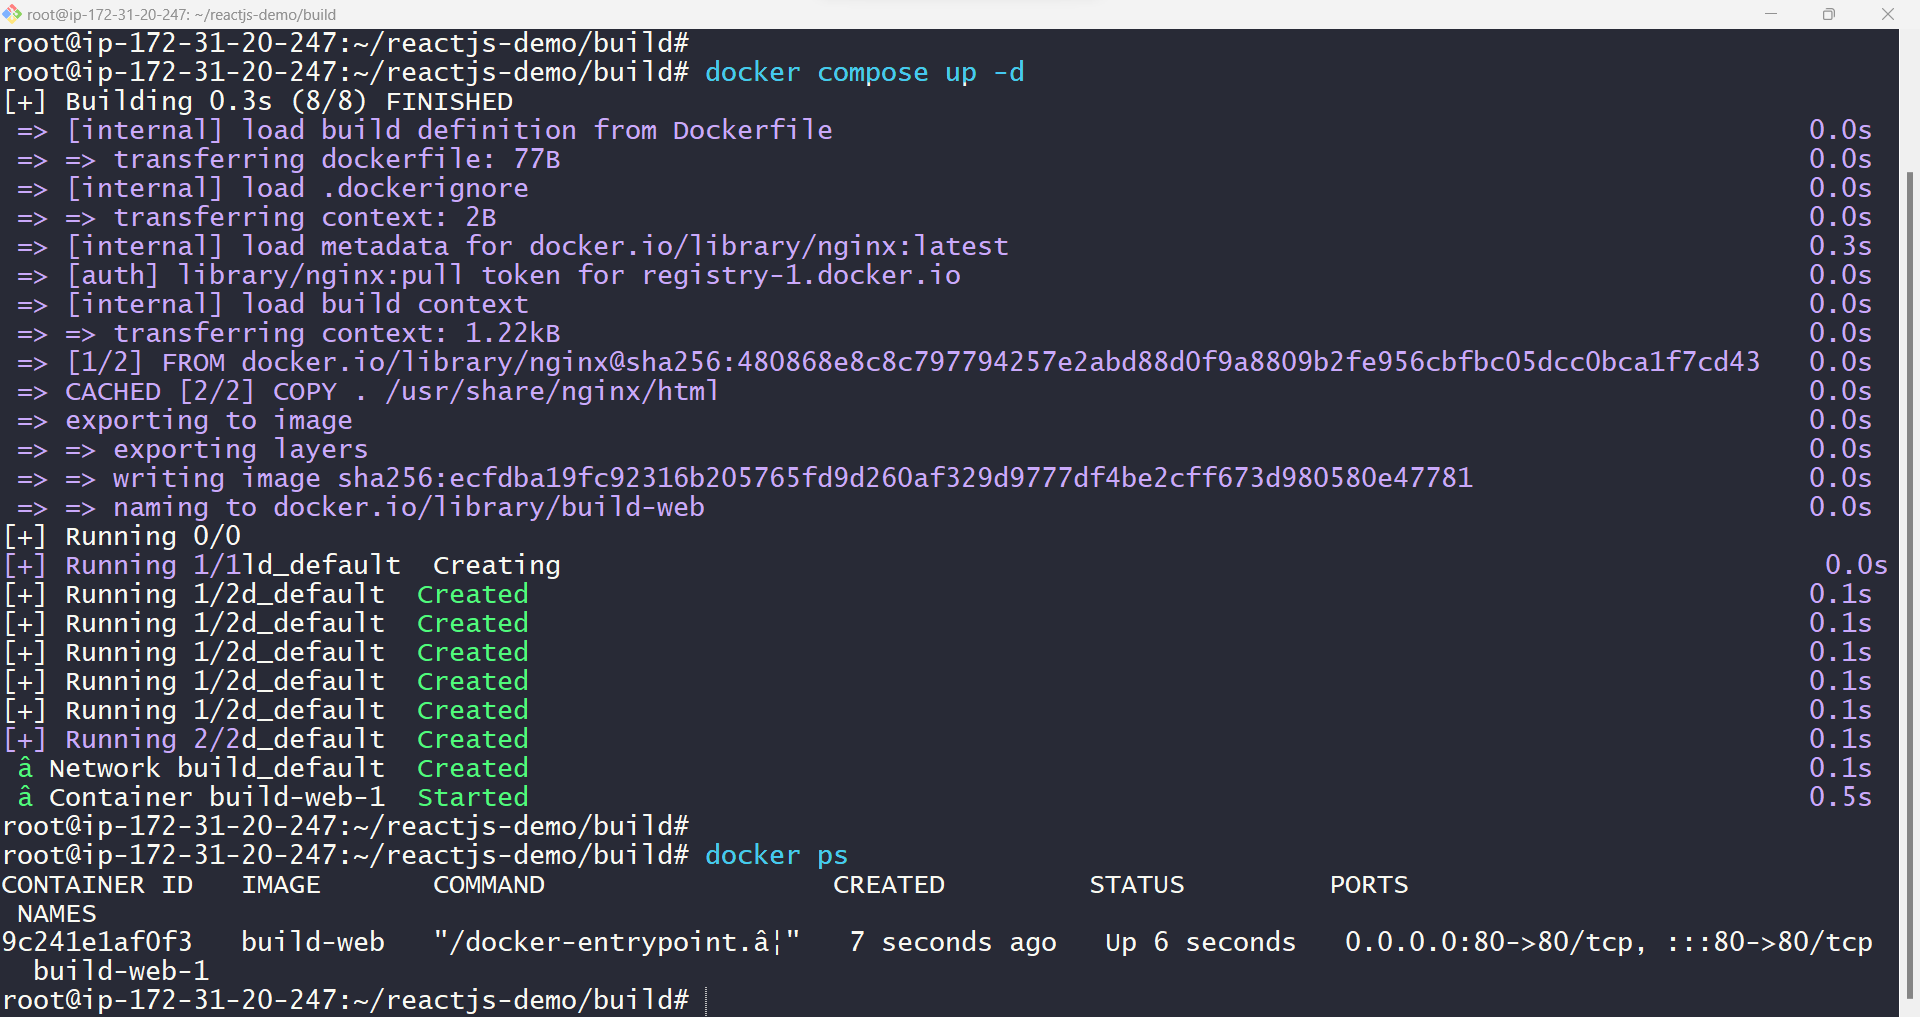 root@ip-172-31-20-247: ~/reactjs-demo/build
root@ip-172-31-20-247:~/reactjs-demo/build#
root@ip-172-31-20-247:~/reactjs-demo/build# docker compose up -d
[+] Building 0.3s (8/8) FINISHED
=> [internal] load build definition from Dockerfile 0.0s
=> => transferring dockerfile: 77B 0.0s
=> [internal] load .dockerignore 0.0s
=> => transferring context: 2B 0.0s
=> [internal] load metadata for docker.io/library/nginx:latest 0.3s
=> [auth] library/nginx:pull token for registry-1.docker.io 0.0s
=> [internal] load build context 0.0s
=> => transferring context: 1.22kB 0.0s
=> [1/2] FROM docker.io/library/nginx@sha256:480868e8c8c797794257e2abd88d0f9a8809b2fe956cbfbc05dcc0bca1f7cd43 0.0s
=> CACHED [2/2] COPY . /usr/share/nginx/html 0.0s
=> exporting to image 0.0s
=> => exporting layers 0.0s
=> => writing image sha256:ecfdba19fc92316b205765fd9d260af329d9777df4be2cff673d980580e47781 0.0s
=> => naming to docker.io/library/build-web 0.0s
[+] Running 0/0
[+] Running 1/1ld_default Creating 0.0s
[+] Running 1/2d_default Created 0.1s
[+] Running 1/2d_default Created 0.1s
[+] Running 1/2d_default Created 0.1s
[+] Running 1/2d_default Created 0.1s
[+] Running 1/2d_default Created 0.1s
[+] Running 2/2d_default Created 0.1s
â Network build_default Created 0.1s
â Container build-web-1 Started 0.5s
root@ip-172-31-20-247:~/reactjs-demo/build#
root@ip-172-31-20-247:~/reactjs-demo/build# docker ps
CONTAINER ID IMAGE COMMAND CREATED STATUS PORTS
NAMES
9c241e1af0f3 build-web "/docker-entrypoint.â¦" 7 seconds ago Up 6 seconds 0.0.0.0:80->80/tcp, :::80->80/tcp
build-web-1
root@ip-172-31-20-247:~/reactjs-demo/build#